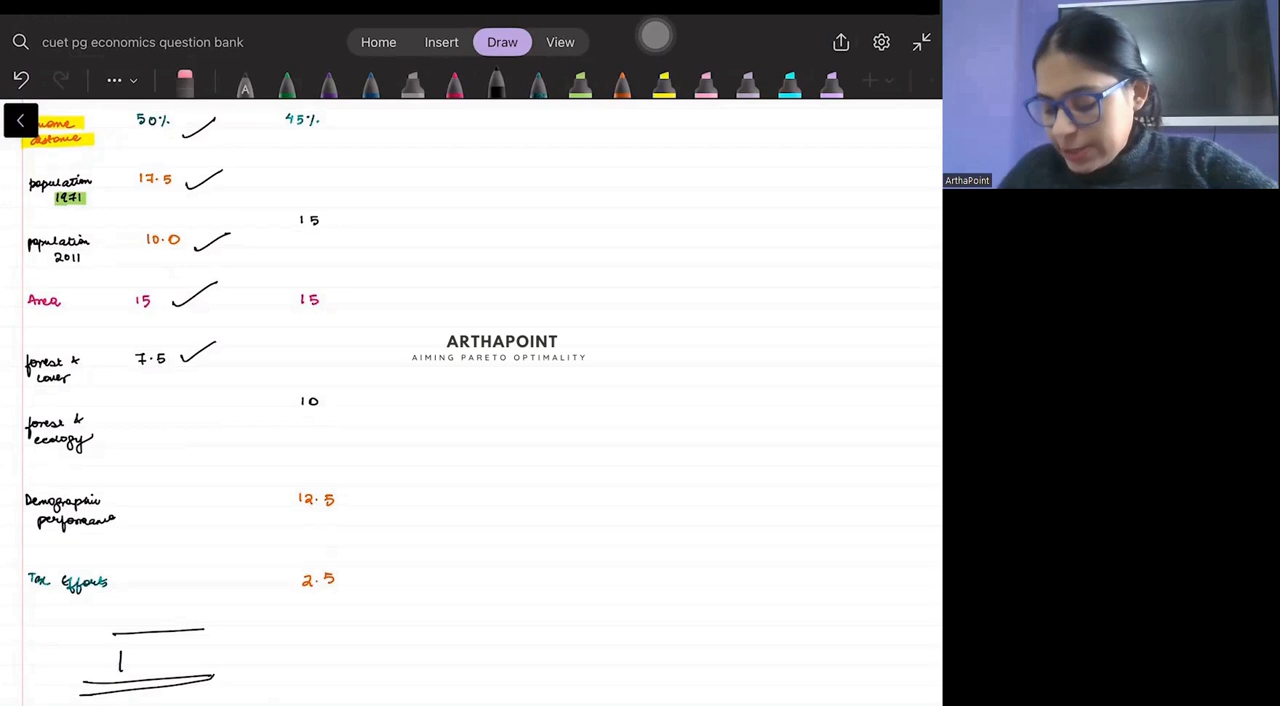 cuet pg economics question bank
Home Insert Draw View
A
50% 45%
distance
population 17.5
1971
15
population 10.0
2011
Area 15 15
ARTHAPOINT
AIMING PARETO OPTIMALITY
forest & 7.5
cover
10
forest &
ecology
Demographic 12.5
performance
Tax Efforts 2.5
1
ArthaPoint